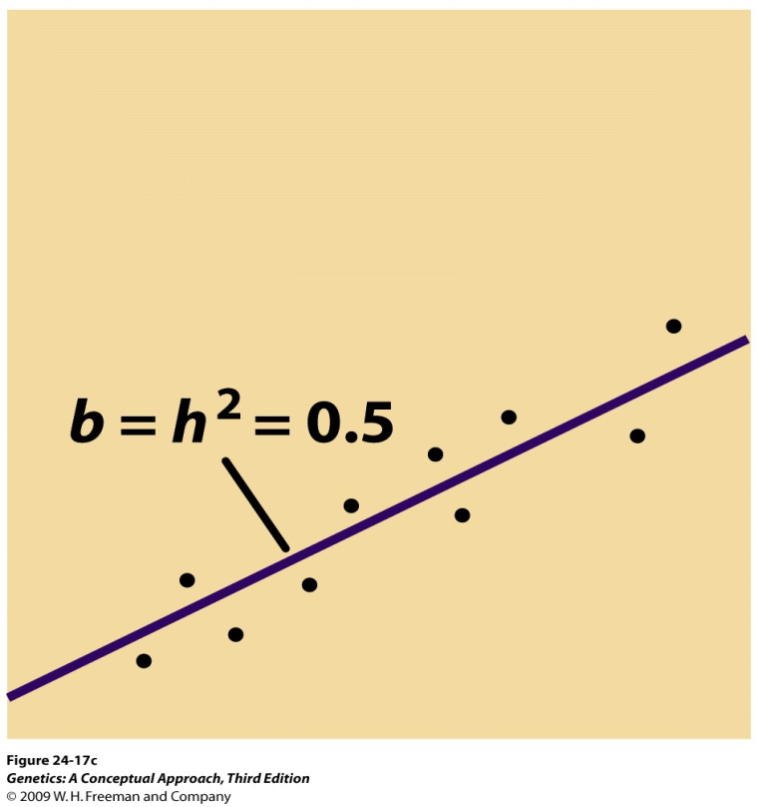 b = h² = 0.5
Figure 24-17c
Genetics: A Conceptual Approach, Third Edition
© 2009 W. H. Freeman and Company